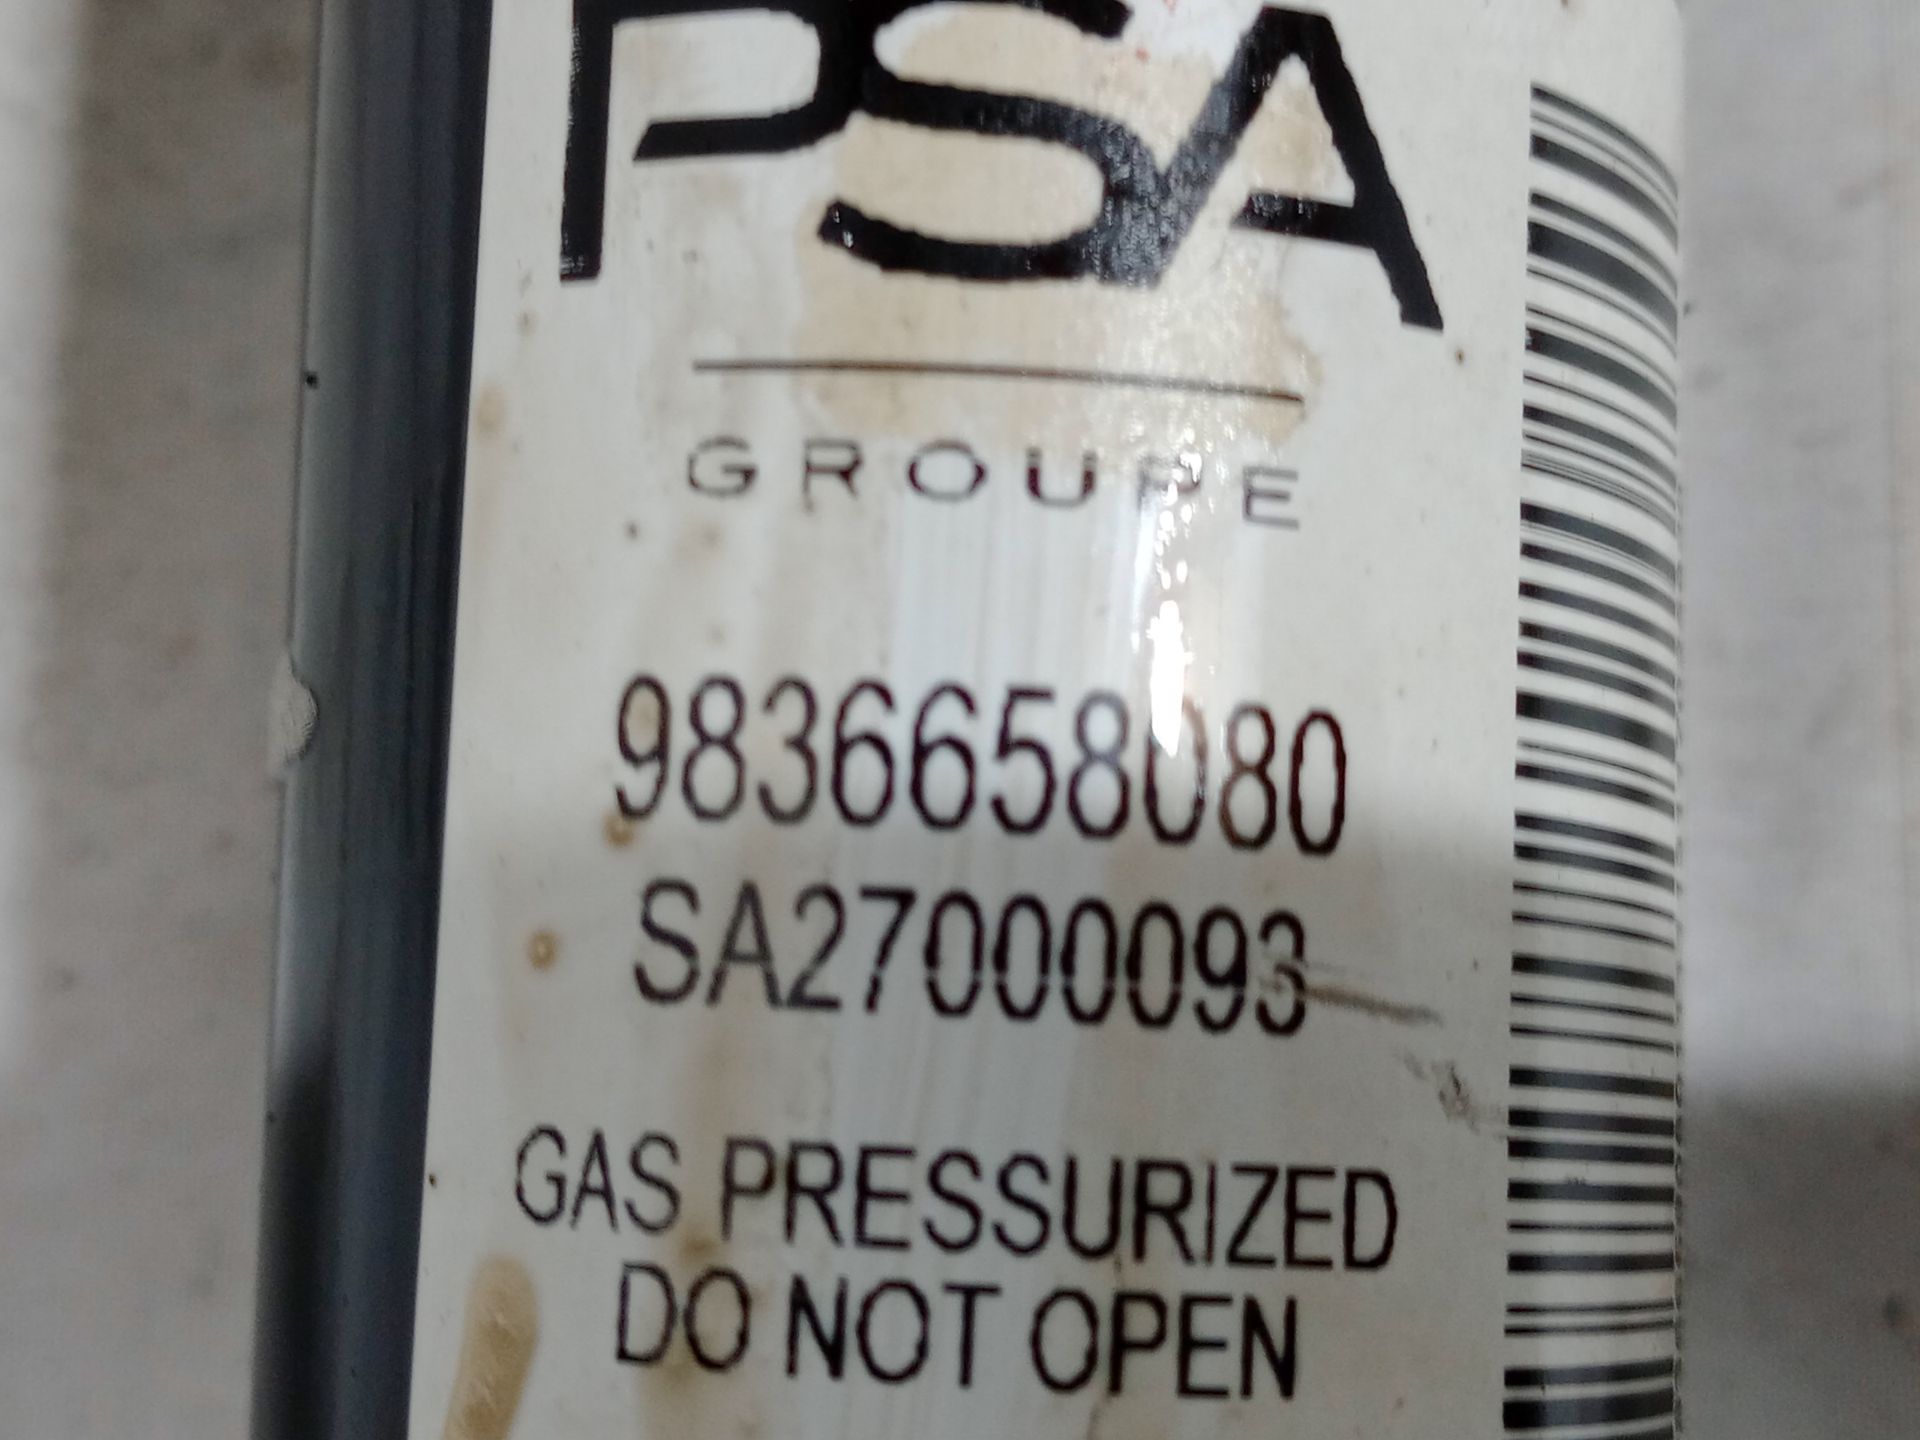 PSA
GROUPE
9836658080
SA27000093
GAS PRESSURIZED
DO NOT OPEN